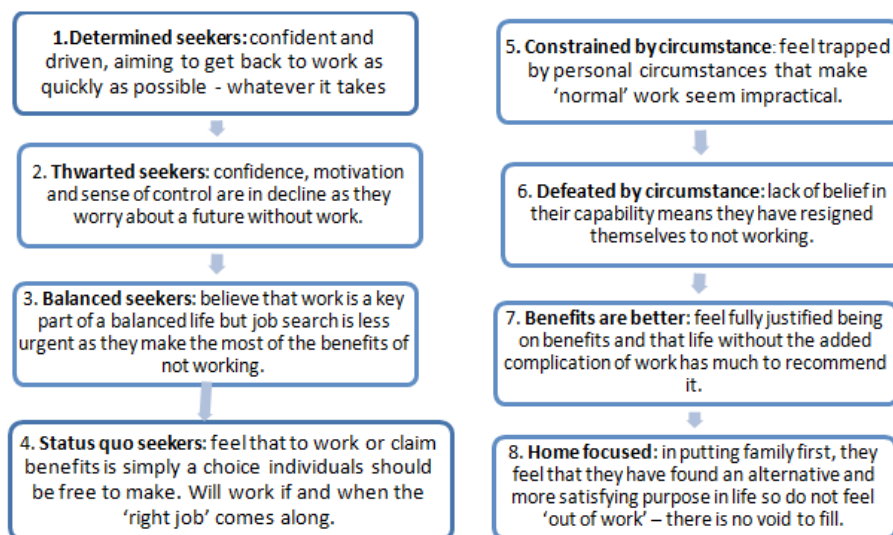 1.Determined seekers: confident and
driven, aiming to get back to work as
quickly as possible - whatever it takes
2. Thwarted seekers: confidence, motivation
and sense of control are in decline as they
worry about a future without work.
3. Balanced seekers: believe that work is a key
part of a balanced life but job search is less
urgent as they make the most of the benefits of
not working.
4. Status quo seekers: feel that to work or claim
benefits is simply a choice individuals should
be free to make. Will work if and when the
‘right job’ comes along.
5. Constrained by circumstance: feel trapped
by personal circumstances that make
‘normal’ work seem impractical.
6. Defeated by circumstance: lack of belief in
their capability means they have resigned
themselves to not working.
7. Benefits are better: feel fully justified being
on benefits and that life without the added
complication of work has much to recommend
it.
8. Home focused: in putting family first, they
feel that they have found an alternative and
more satisfying purpose in life so do not feel
‘out of work’ – there is no void to fill.